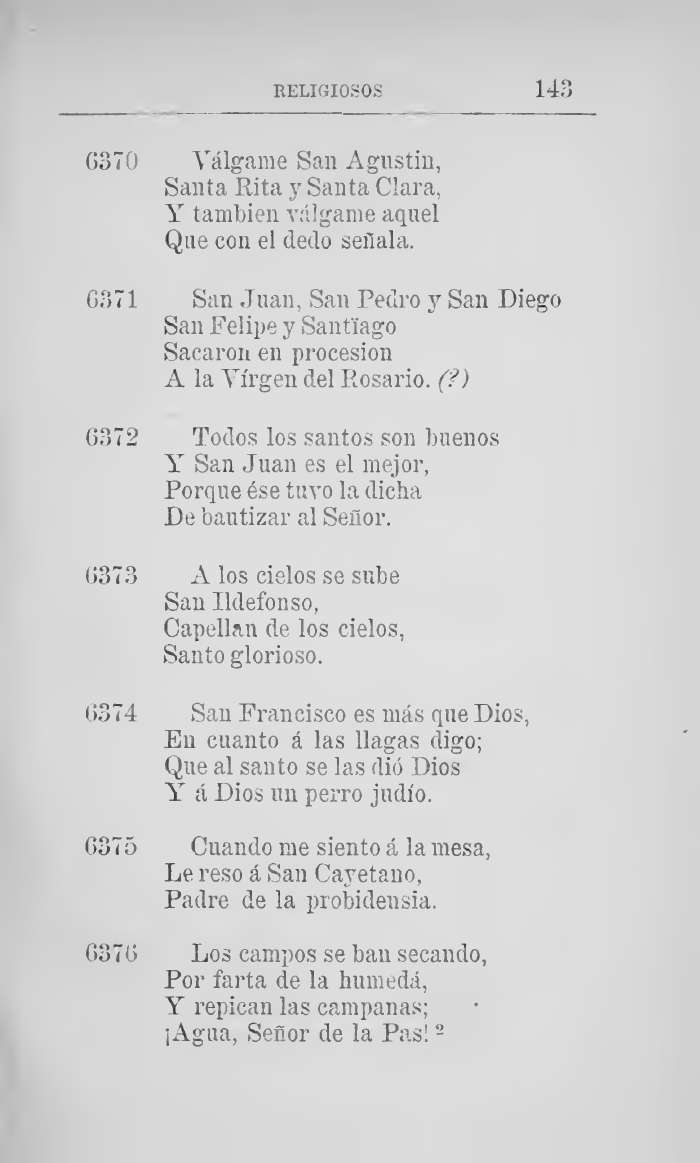 RELIGIOSOS 143
6370 Válgame San Agustin,
Santa Rita y Santa Clara,
Y tambien válgame aquel
Que con el dedo señala.
6371 San Juan, San Pedro y San Diego
San Felipe y Santïago
Sacaron en procesion
A la Vírgen del Rosario. (?)
6372 Todos los santos son buenos
Y San Juan es el mejor,
Porque ése tuvo la dicha
De bautizar al Señor.
6373 A los cielos se sube
San Ildefonso,
Capellan de los cielos,
Santo glorioso.
6374 San Francisco es más que Dios,
En cuanto á las llagas digo;
Que al santo se las dió Dios
Y á Dios un perro judío.
6375 Cuando me siento á la mesa,
Le reso á San Cayetano,
Padre de la probidensia.
6376 Los campos se ban secando,
Por farta de la humedá,
Y repican las campanas;
¡Agua, Señor de la Pas! ²